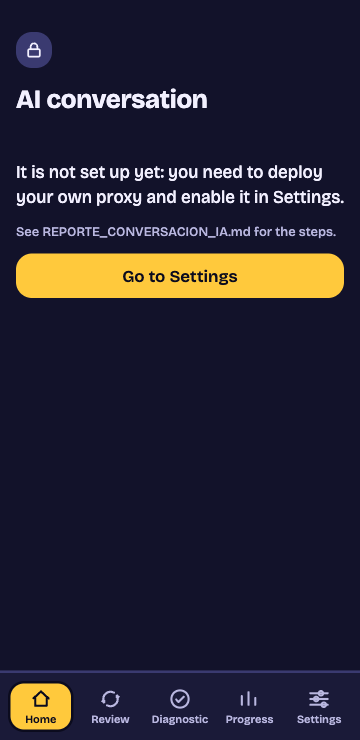 AI conversation
It is not set up yet: you need to deploy
your own proxy and enable it in Settings.
See REPORTE_CONVERSACION_IA.md for the steps.
Go to Settings
Home
Review
Diagnostic
Progress
Settings